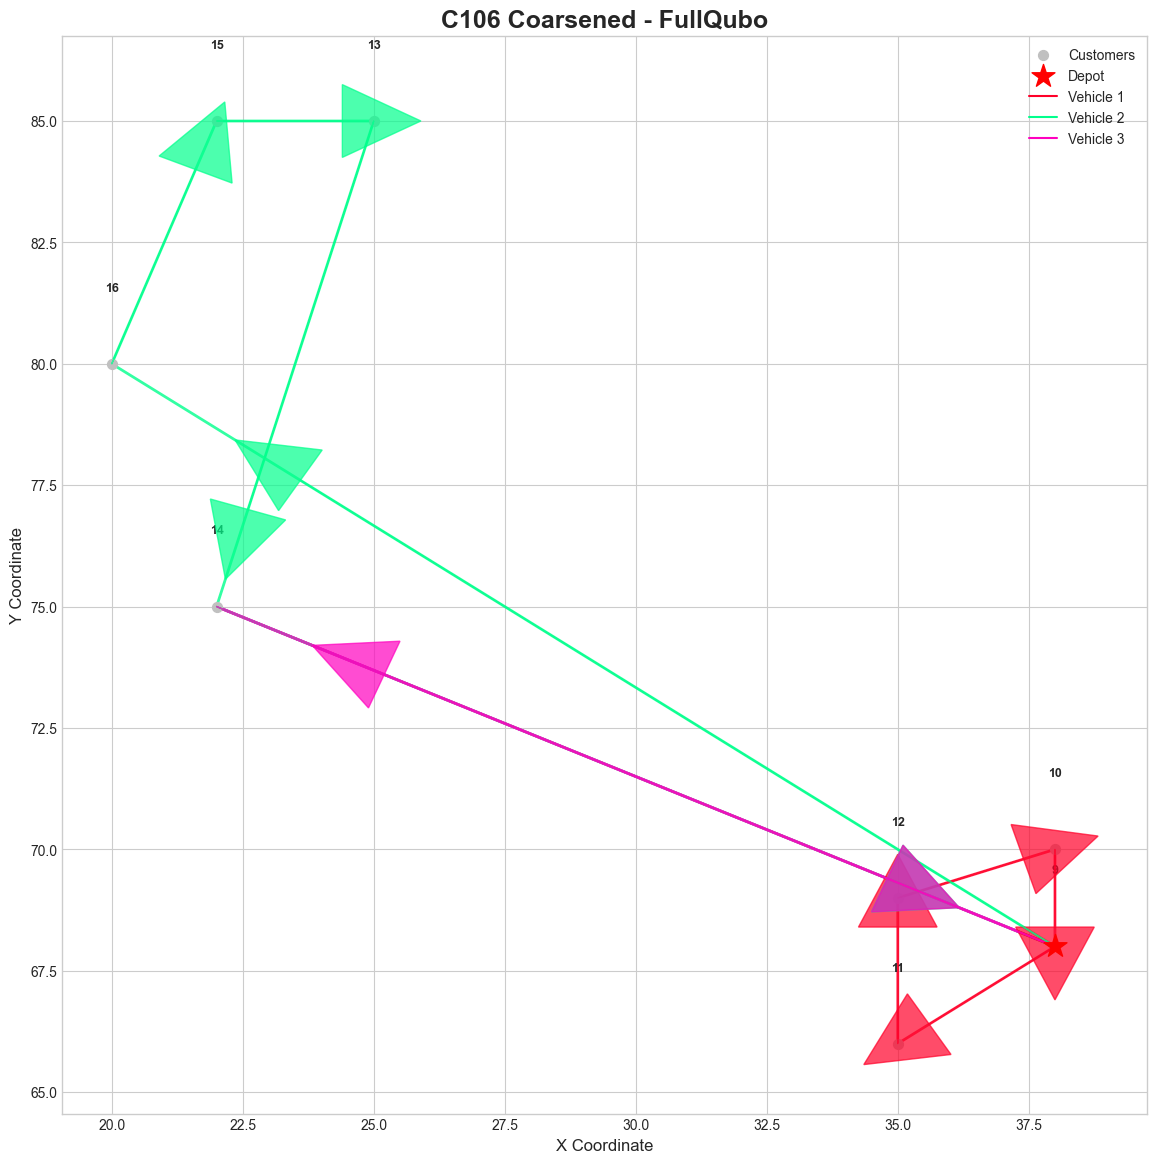 C106 Coarsened - FullQubo
15
13
Customers
Depot
Vehicle 1
Vehicle 2
Vehicle 3
85.0
82.5
16
80.0
77.5
14
75.0
Y Coordinate
72.5
10
12
70.0
9
11
67.5
65.0
20.0 22.5 25.0 27.5 30.0 32.5 35.0 37.5
X Coordinate